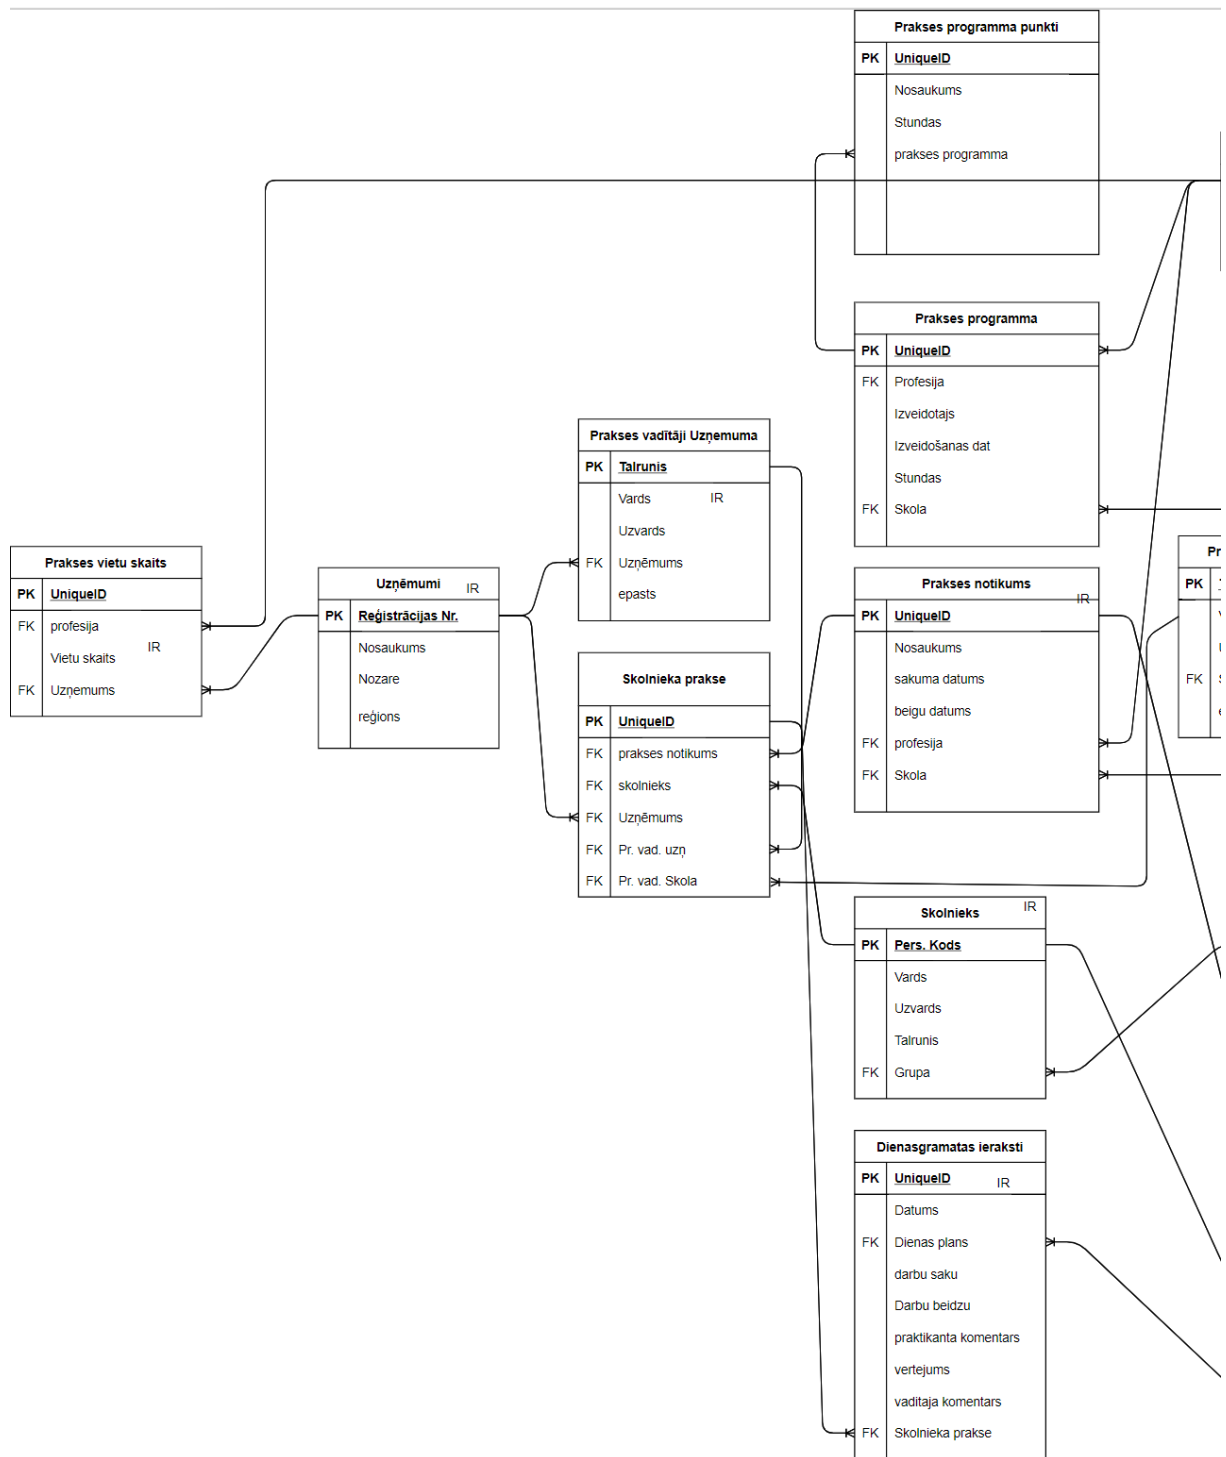 Prakses programma punkti
PK UniqueID
Nosaukums
Stundas
prakses programma
Prakses programma
PK UniqueID
FK Profesija
Izveidotajs
Izveidošanas dat
Stundas
FK Skola
Prakses vadītāji Uzņemuma
PK Talrunis
Vards IR
Uzvards
FK Uzņēmums
epasts
Prakses vietu skaits
PK UniqueID
FK profesija
Vietu skaits IR
FK Uzņemums
Uzņēmumi IR
PK Reģistrācijas Nr.
Nosaukums
Nozare
reģions
Skolnieka prakse
PK UniqueID
FK prakses notikums
FK skolnieks
FK Uzņēmums
FK Pr. vad. uzņ
FK Pr. vad. Skola
Prakses notikums
IR
PK UniqueID
Nosaukums
sakuma datums
beigu datums
FK profesija
FK Skola
Pr
PK
FK
Skolnieks IR
PK Pers. Kods
Vards
Uzvards
Talrunis
FK Grupa
Dienasgramatas ieraksti
PK UniqueID IR
Datums
FK Dienas plans
darbu saku
Darbu beidzu
praktikanta komentars
vertejums
vaditaja komentars
FK Skolnieka prakse